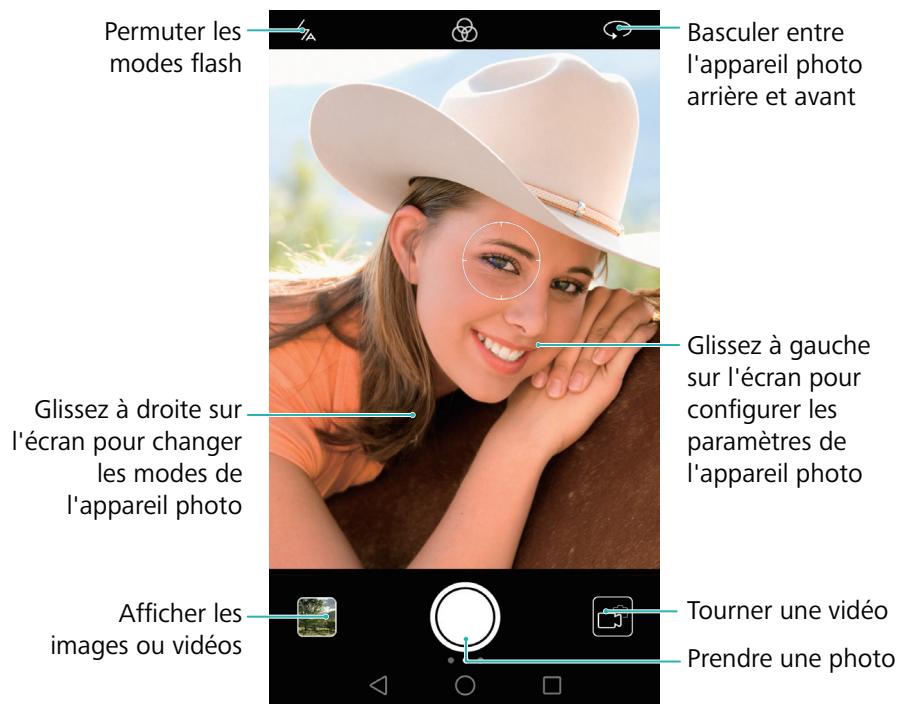 Permuter les
modes flash
Basculer entre
l'appareil photo
arrière et avant
Glissez à gauche
sur l'écran pour
configurer les
paramètres de
l'appareil photo
Glissez à droite sur
l'écran pour changer
les modes de
l'appareil photo
Afficher les
images ou vidéos
Tourner une vidéo
Prendre une photo